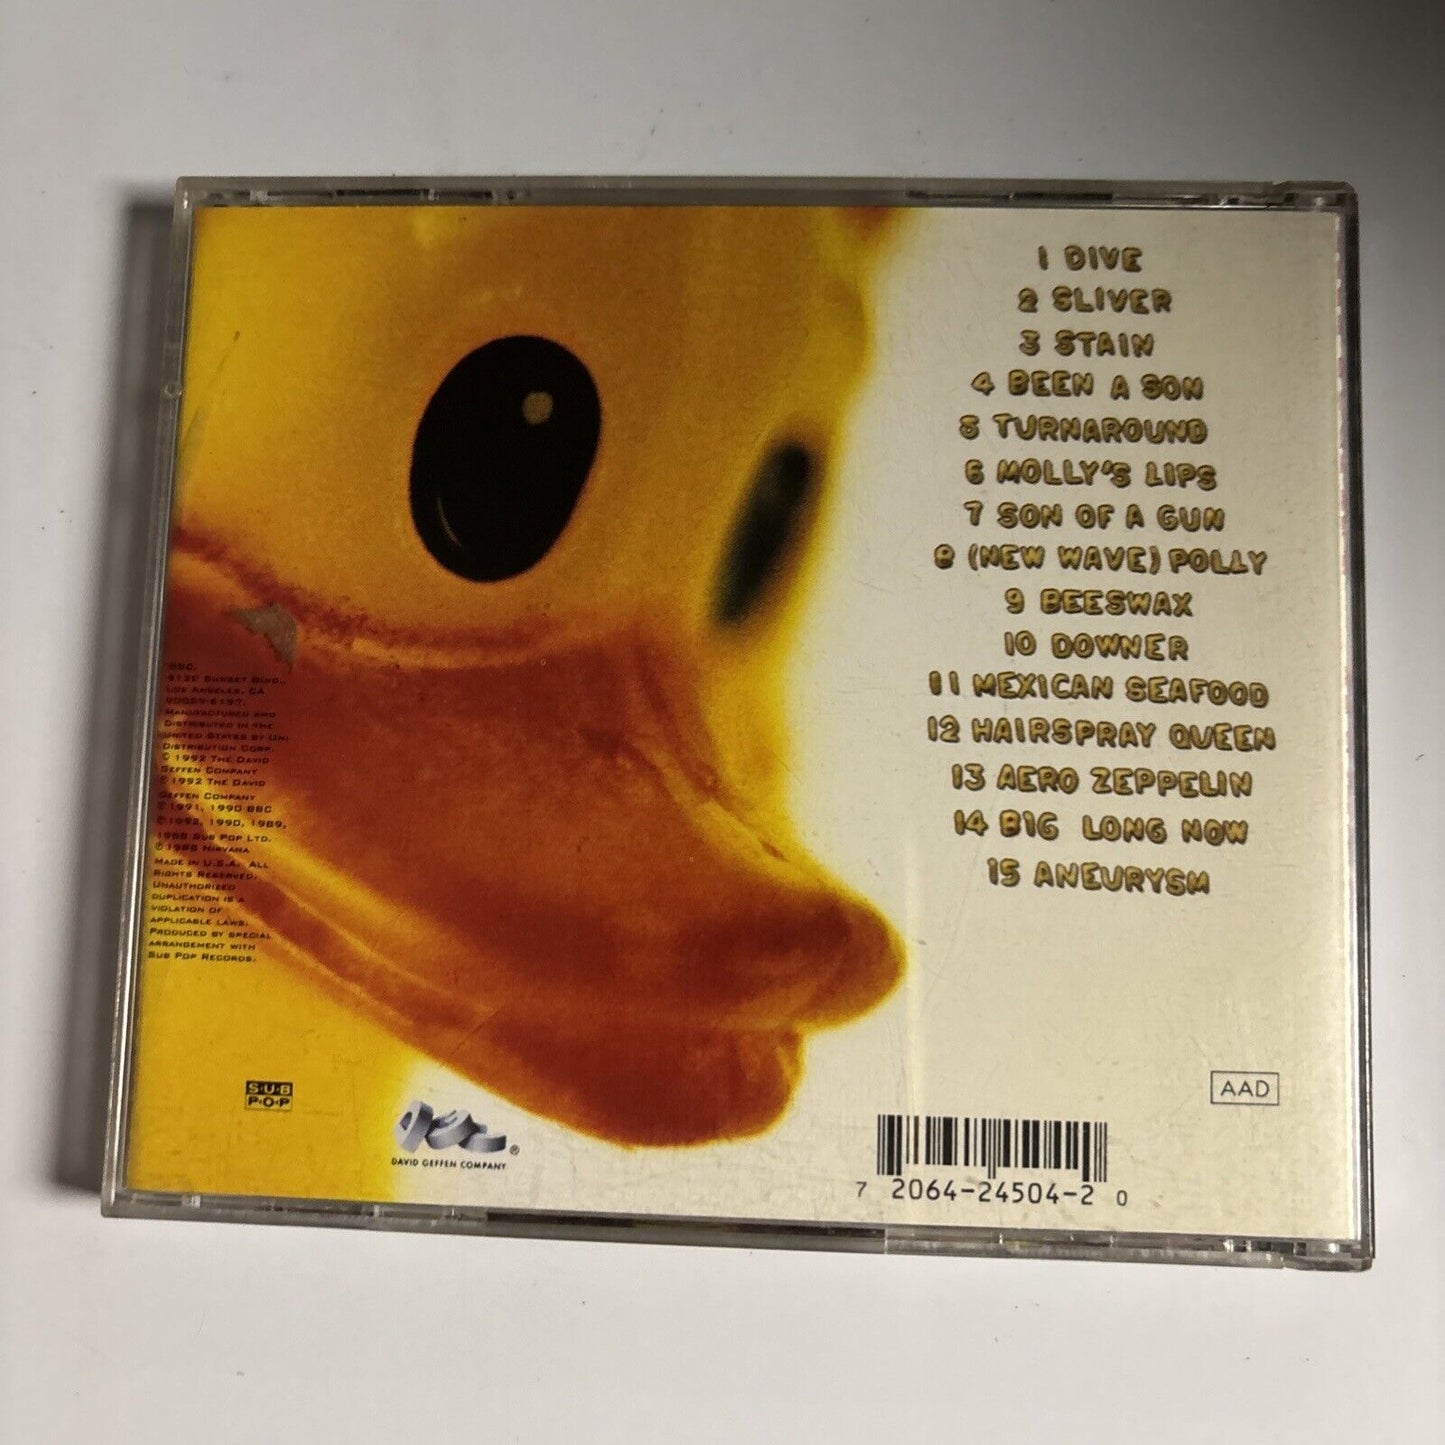 1 DIVE
2 SLIVER
3 STAIN
4 BEEN A SON
5 TURNAROUND
6 MOLLY'S LIPS
7 SON OF A GUN
8 (NEW WAVE) POLLY
9 BEESWAX
10 DOWNER
11 MEXICAN SEAFOOD
12 HAIRSPRAY QUEEN
13 AERO ZEPPELIN
14 BIG LONG NOW
15 ANEURYSM
SUNSET BLVD.,
LOS ANGELES, CA
MANUFACTURED AND
DISTRIBUTED IN THE
UNITED STATES BY UNI
DISTRIBUTION CORP.
1992 THE DAVID
GEFFEN COMPANY
1992 THE DAVID
GEFFEN COMPANY
1991, 1990 BBC
1992, 1990, 1989,
1988 SUB POP LTD.
1988 NIRVANA
MADE IN U.S.A. ALL
RIGHTS RESERVED.
UNAUTHORIZED
DUPLICATION IS A
VIOLATION OF
APPLICABLE LAWS.
PRODUCED BY SPECIAL
ARRANGEMENT WITH
SUB POP RECORDS.
SUB
POP
®
DAVID GEFFEN COMPANY
AAD
7 2064-24504-2 0